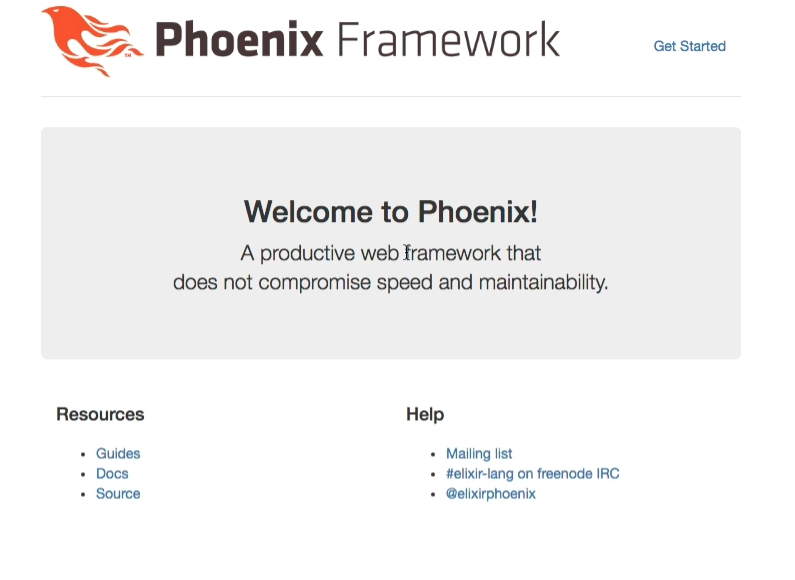 Phoenix Framework
Get Started
Welcome to Phoenix!
A productive web framework that
does not compromise speed and maintainability.
Resources
Guides
Docs
Source
Help
Mailing list
#elixir-lang on freenode IRC
@elixirphoenix